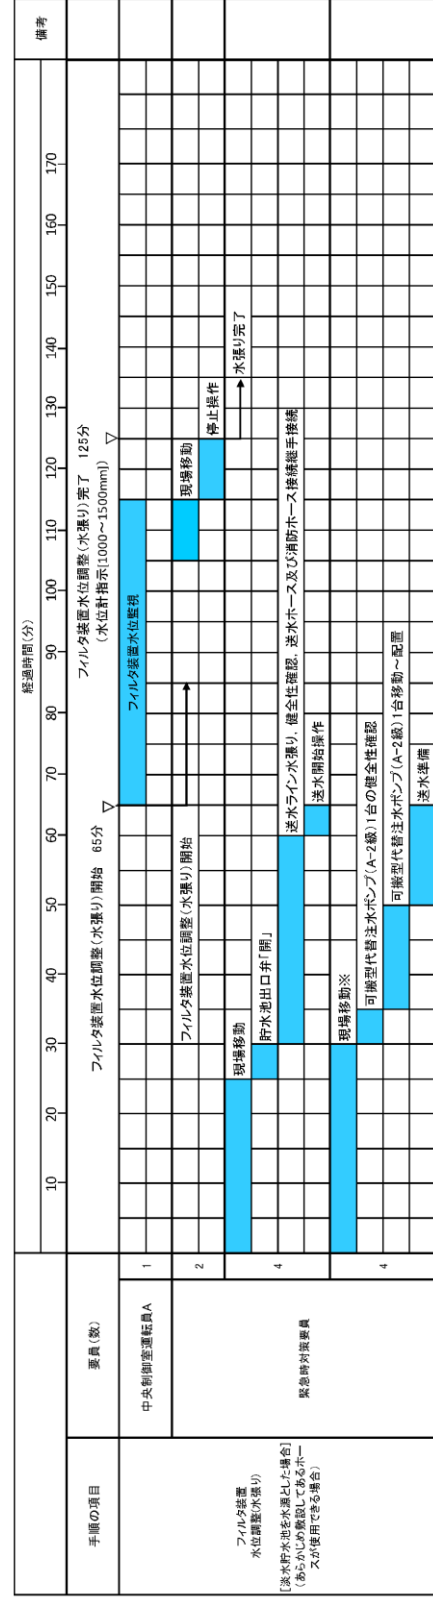 手順の項目
要員(数)
経過時間(分)
備考
10
20
30
40
50
60
70
80
90
100
110
120
130
140
150
160
170
フィルタ装置水位調整(水張り)開始 65分
フィルタ装置水位調整(水張り)完了 125分
(水位計指示[1000~1500mm])
フィルタ装置
水位調整(水張り)
[淡水貯水池を水源とした場合]
(あらかじめ敷設してあるホー
スが使用できる場合)
中央制御室運転員A
1
フィルタ装置水位監視
緊急時対策要員
2
フィルタ装置水位調整(水張り)開始
現場移動
停止操作
4
現場移動
水張り完了
貯水池出口弁「開」
送水ライン水張り,健全性確認,送水ホース及び消防ホース接続継手接続
送水開始操作
4
現場移動※
可搬型代替注水ポンプ(A-2級)1台の健全性確認
可搬型代替注水ポンプ(A-2級)1台移動~配置
送水準備